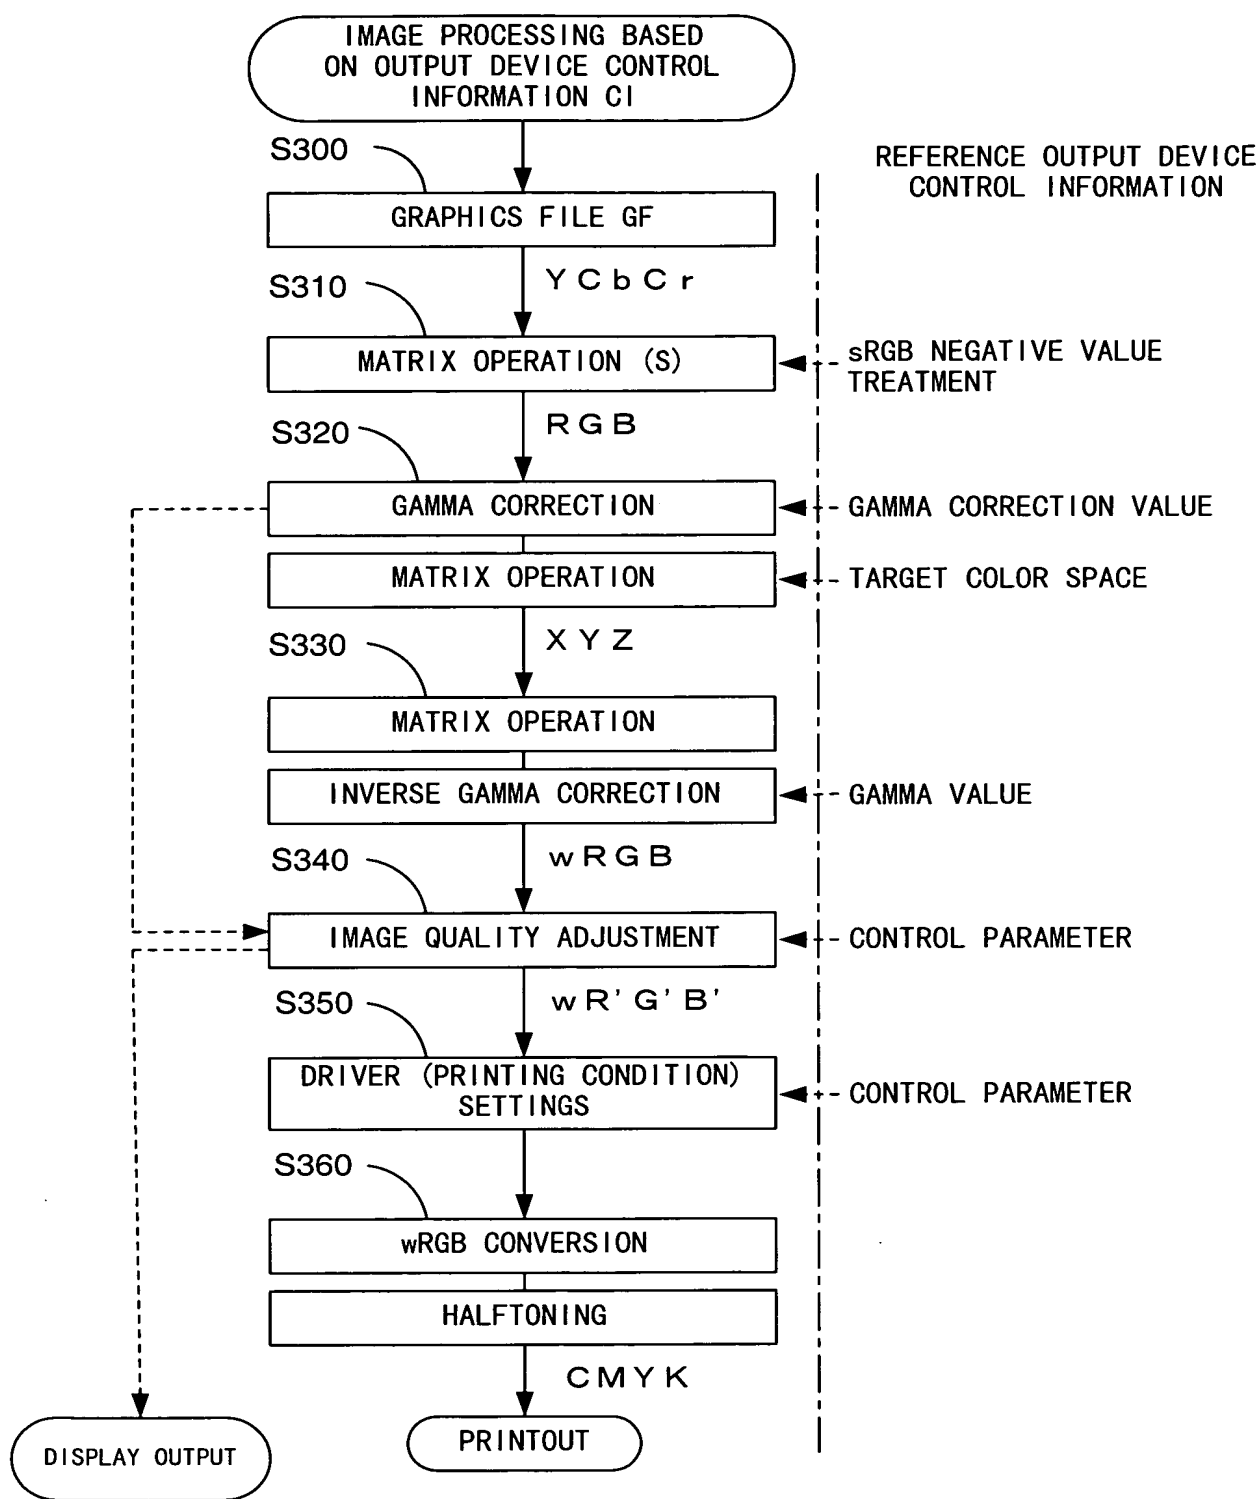 IMAGE PROCESSING BASED
ON OUTPUT DEVICE CONTROL
INFORMATION CI
S300
REFERENCE OUTPUT DEVICE
CONTROL INFORMATION
GRAPHICS FILE GF
YCbCr
S310
MATRIX OPERATION (S)
sRGB NEGATIVE VALUE
TREATMENT
RGB
S320
GAMMA CORRECTION
GAMMA CORRECTION VALUE
MATRIX OPERATION
TARGET COLOR SPACE
XYZ
S330
MATRIX OPERATION
INVERSE GAMMA CORRECTION
GAMMA VALUE
wRGB
S340
IMAGE QUALITY ADJUSTMENT
CONTROL PARAMETER
wR'G'B'
S350
DRIVER (PRINTING CONDITION)
SETTINGS
CONTROL PARAMETER
S360
wRGB CONVERSION
HALFTONING
CMYK
PRINTOUT
DISPLAY OUTPUT